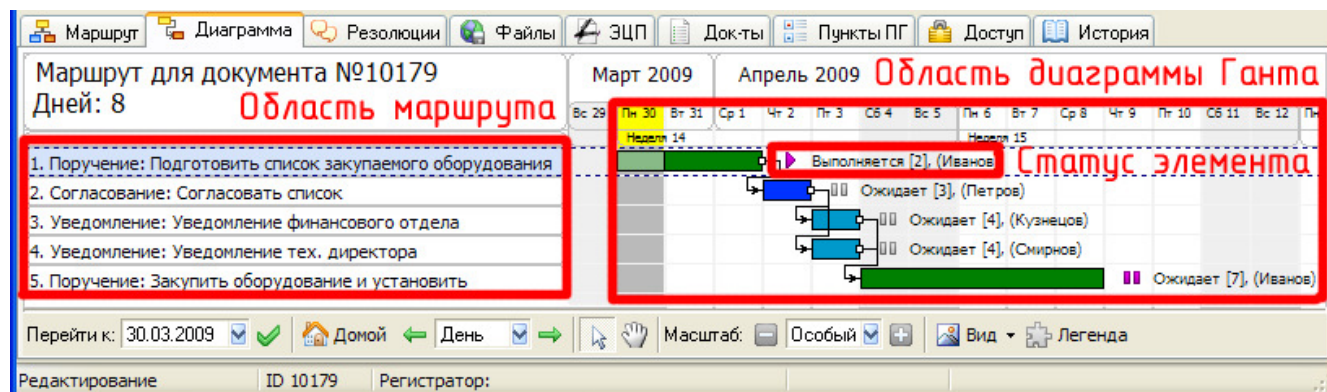 Маршрут Диаграмма Резолюции Файлы ЭЦП Док-ты Пункты ПГ Доступ История
Маршрут для документа №10179
Дней: 8
Область маршрута
Март 2009 Апрель 2009
Область диаграммы Ганта
Вс 29 Пн 30 Вт 31 Ср 1 Чт 2 Пт 3 Сб 4 Вс 5 Пн 6 Вт 7 Ср 8 Чт 9 Пт 10 Сб 11 Вс 12 Пн
Неделя 14 Неделя 15
1. Поручение: Подготовить список закупаемого оборудования
Выполняется [2], (Иванов
Статус элемента
2. Согласование: Согласовать список
Ожидает [3], (Петров)
3. Уведомление: Уведомление финансового отдела
Ожидает [4], (Кузнецов)
4. Уведомление: Уведомление тех. директора
Ожидает [4], (Смирнов)
5. Поручение: Закупить оборудование и установить
Ожидает [7], (Иванов)
Перейти к: 30.03.2009 Домой День Масштаб: Особый Вид Легенда
Редактирование ID 10179 Регистратор: